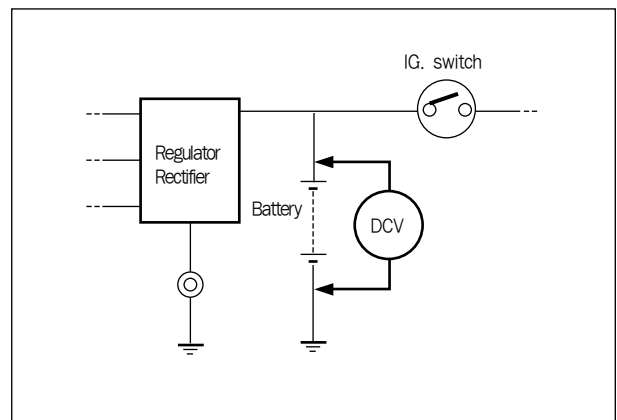 IG. switch
Regulator
Rectifier
Battery
DCV